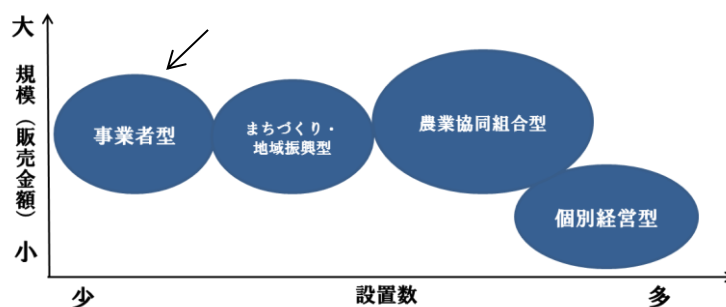 大
規模（販売金額）
小
事業者型
まちづくり・
地域振興型
農業協同組合型
個別経営型
少
設置数
多